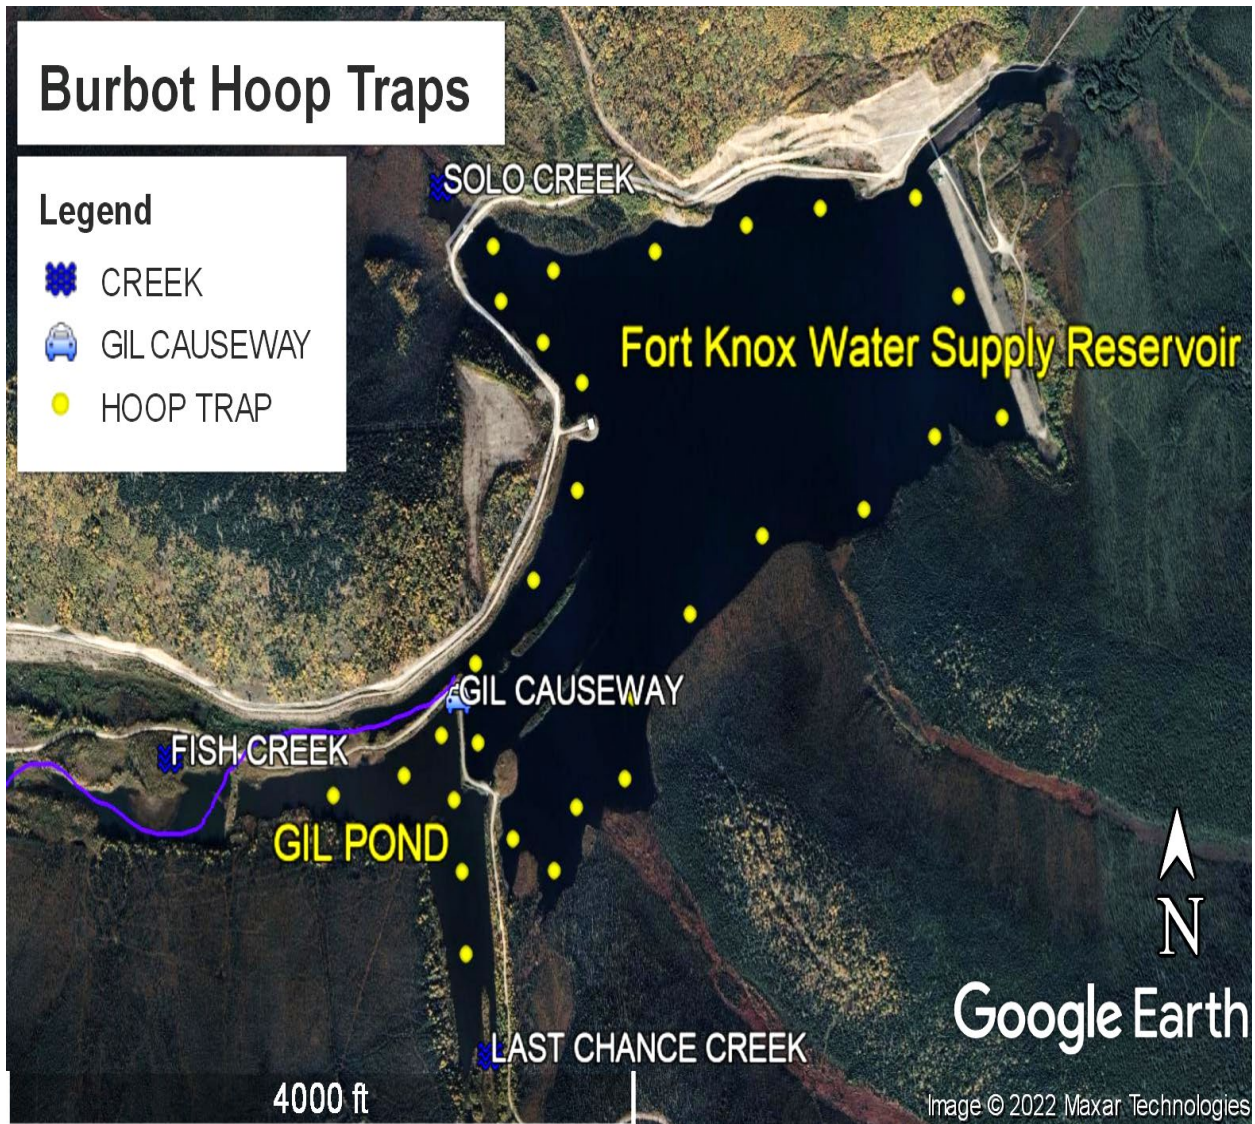 Burbot Hoop Traps
Legend
CREEK
GIL CAUSEWAY
HOOP TRAP
SOLO CREEK
Fort Knox Water Supply Reservoir
GIL CAUSEWAY
FISH CREEK
GIL POND
LAST CHANCE CREEK
N
Google Earth
4000 ft
Image © 2022 Maxar Technologies